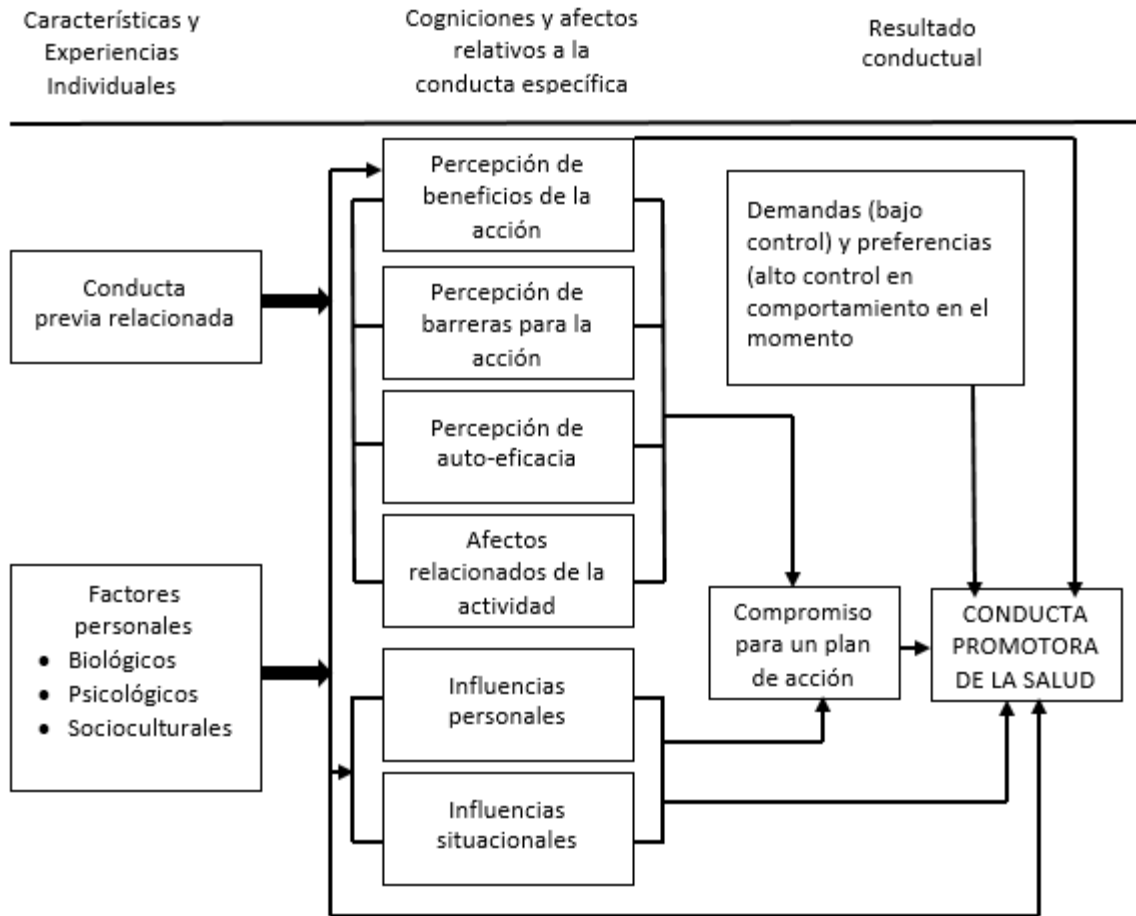 Características y
Experiencias
Individuales
Cogniciones y afectos
relativos a la
conducta específica
Resultado
conductual
Conducta
previa relacionada
Factores
personales
• Biológicos
• Psicológicos
• Socioculturales
Percepción de
beneficios de la
acción
Percepción de
barreras para la
acción
Percepción de
auto-eficacia
Afectos
relacionados de la
actividad
Influencias
personales
Influencias
situacionales
Demandas (bajo
control) y preferencias
(alto control en
comportamiento en el
momento
Compromiso
para un plan
de acción
CONDUCTA
PROMOTORA
DE LA SALUD